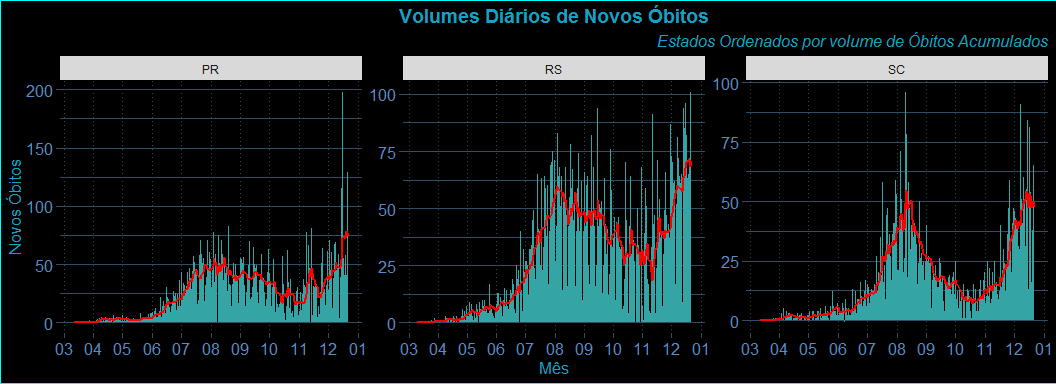 Volumes Diários de Novos Óbitos
Estados Ordenados por volume de Óbitos Acumulados
PR
RS
SC
Novos Óbitos
200
150
100
50
0
100
75
50
25
0
100
75
50
25
0
03 04 05 06 07 08 09 10 11 12 01
03 04 05 06 07 08 09 10 11 12 01
03 04 05 06 07 08 09 10 11 12 01
Mês